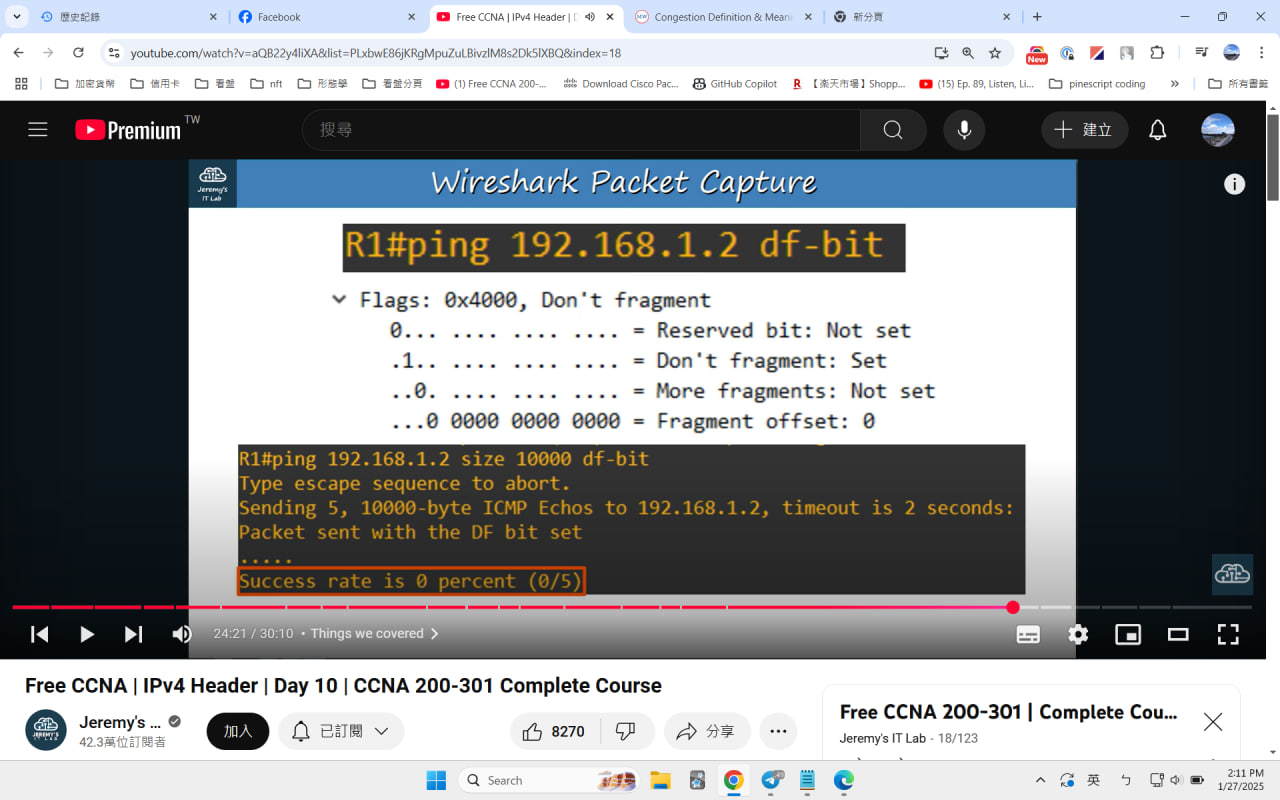 歷史記錄
Facebook
Free CCNA | IPv4 Header | D
Congestion Definition & Meani
新分頁
youtube.com/watch?v=aQB22y4liXA&list=PLxbwE86jKRgMpuZuLBivzlM8s2Dk5lXBQ&index=18
New
加密貨幣
信用卡
看盤
nft
形態學
看盤分頁
(1) Free CCNA 200-...
Download Cisco Pac...
GitHub Copilot
【楽天市場】Shopp...
(15) Ep. 89, Listen, Li...
pinescript coding
所有書籤
Premium TW
搜尋
建立
Jeremy's
IT Lab
Wireshark Packet Capture
R1#ping 192.168.1.2 df-bit
Flags: 0x4000, Don't fragment
0... .... .... .... = Reserved bit: Not set
.1.. .... .... .... = Don't fragment: Set
..0. .... .... .... = More fragments: Not set
...0 0000 0000 0000 = Fragment offset: 0
R1#ping 192.168.1.2 size 10000 df-bit
Type escape sequence to abort.
Sending 5, 10000-byte ICMP Echos to 192.168.1.2, timeout is 2 seconds:
Packet sent with the DF bit set
.....
Success rate is 0 percent (0/5)
24:21 / 30:10 • Things we covered
Free CCNA | IPv4 Header | Day 10 | CCNA 200-301 Complete Course
JEREMY'S
IT LAB
Jeremy's ...
42.3萬位訂閱者
加入
已訂閱
8270
分享
Free CCNA 200-301 | Complete Cou...
Jeremy's IT Lab - 18/123
Search
英
ㄅ
2:11 PM
1/27/2025